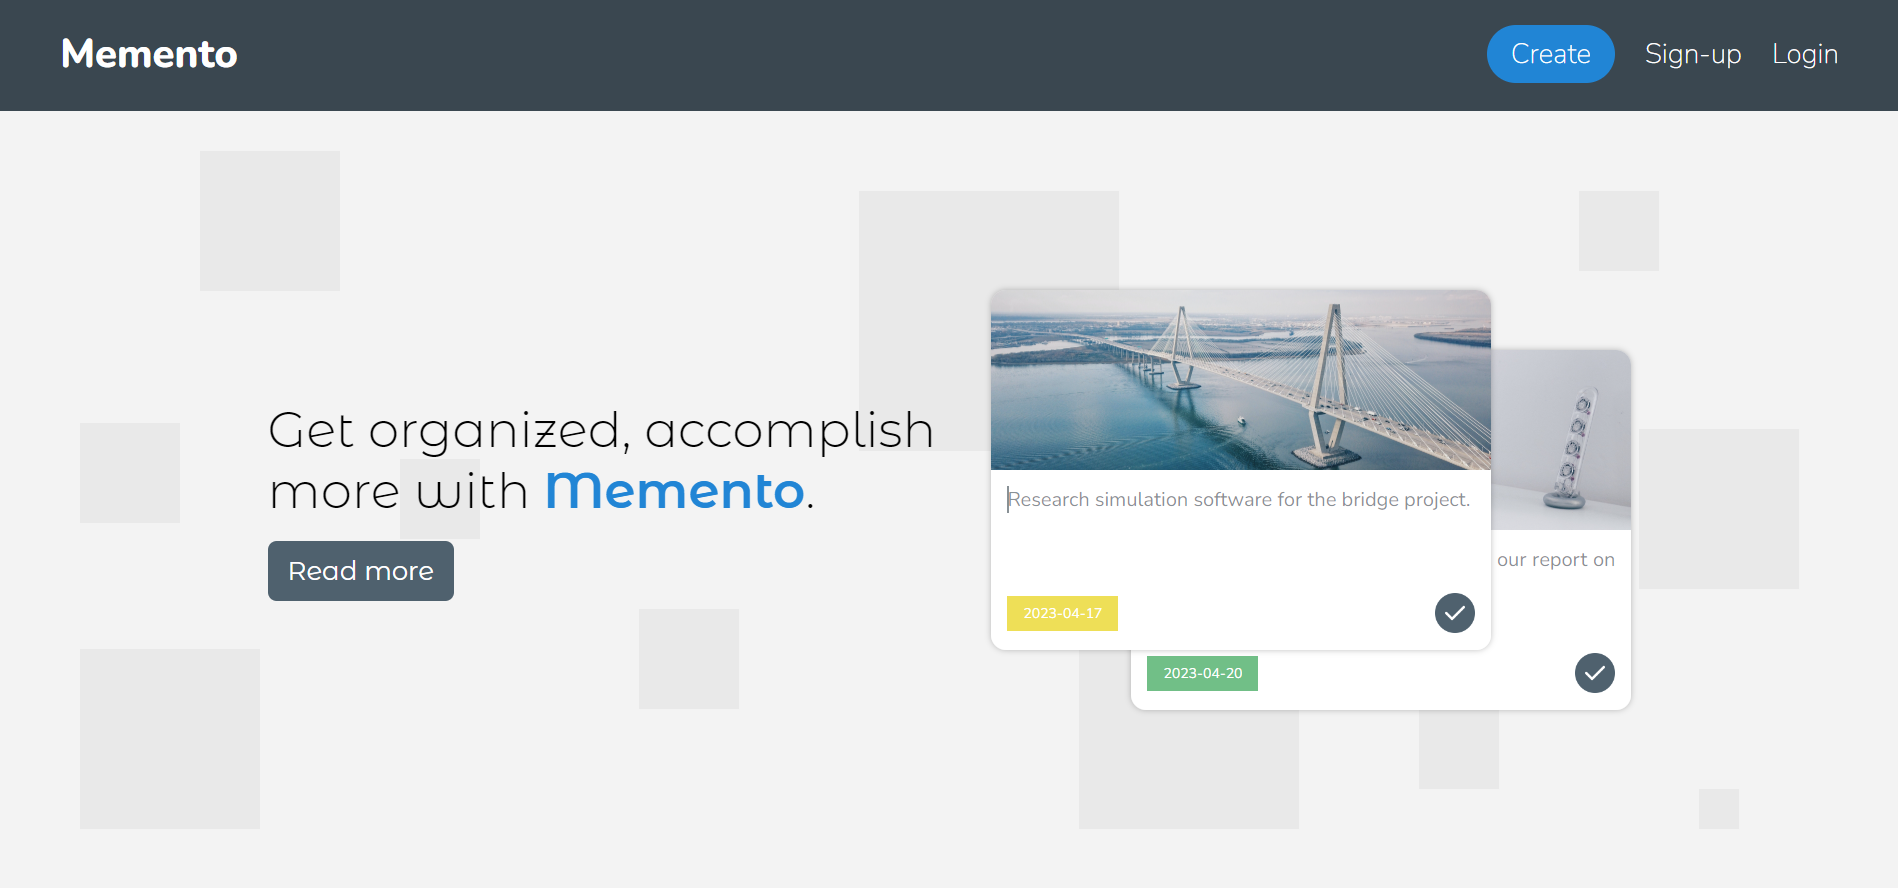 Memento
Create
Sign-up
Login
Get organized, accomplish
more with Memento.
Read more
Research simulation software for the bridge project.
2023-04-17
our report on
2023-04-20